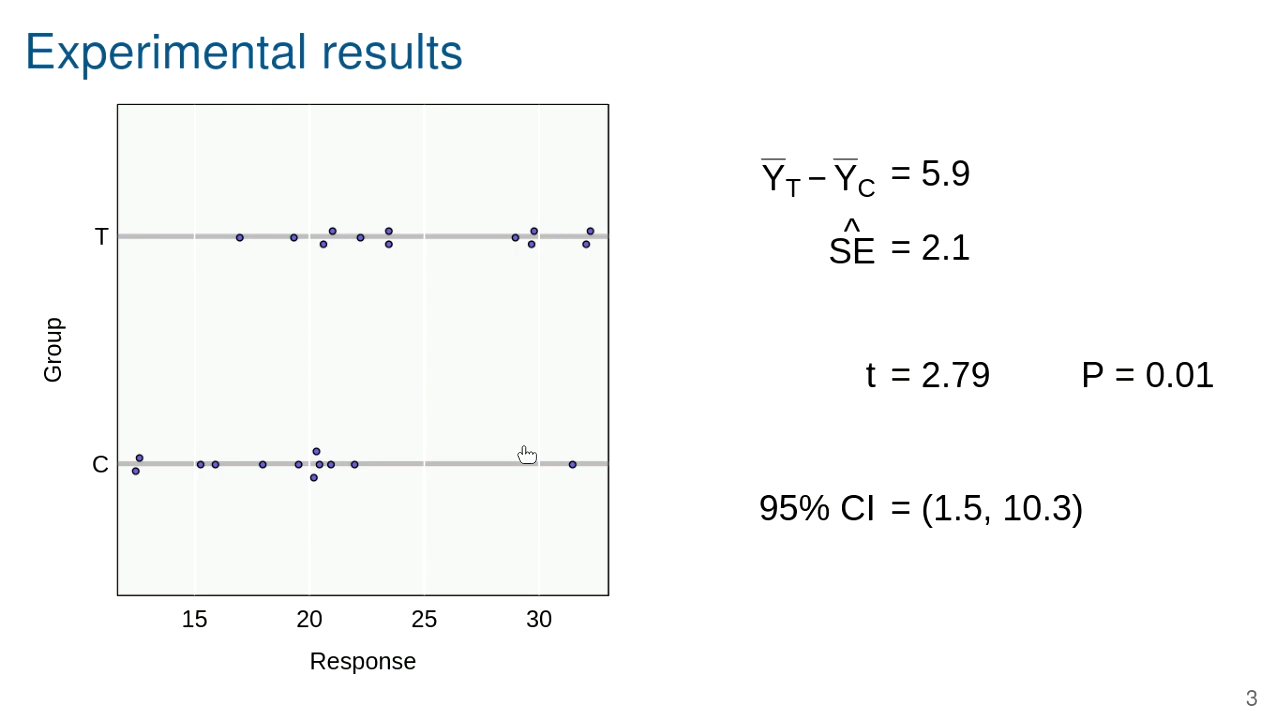 Experimental results
T
C
Group
15 20 25 30
Response
Y̅T – Y̅C = 5.9
ŜE = 2.1
t = 2.79 P = 0.01
95% CI = (1.5, 10.3)
3